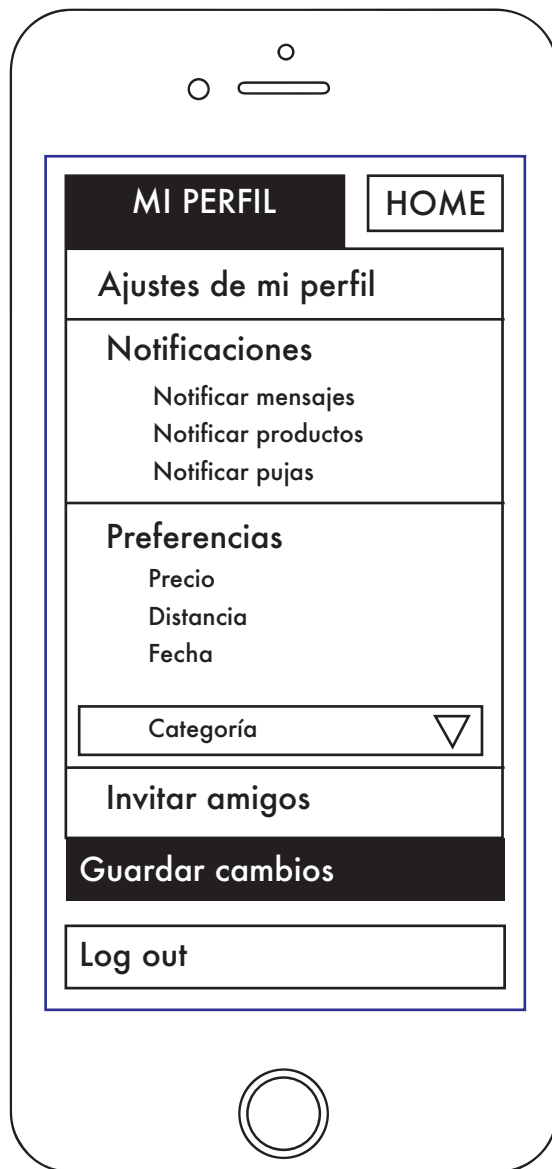 MI PERFIL
HOME
Ajustes de mi perfil
Notificaciones
Notificar mensajes
Notificar productos
Notificar pujas
Preferencias
Precio
Distancia
Fecha
Categoría
Invitar amigos
Guardar cambios
Log out